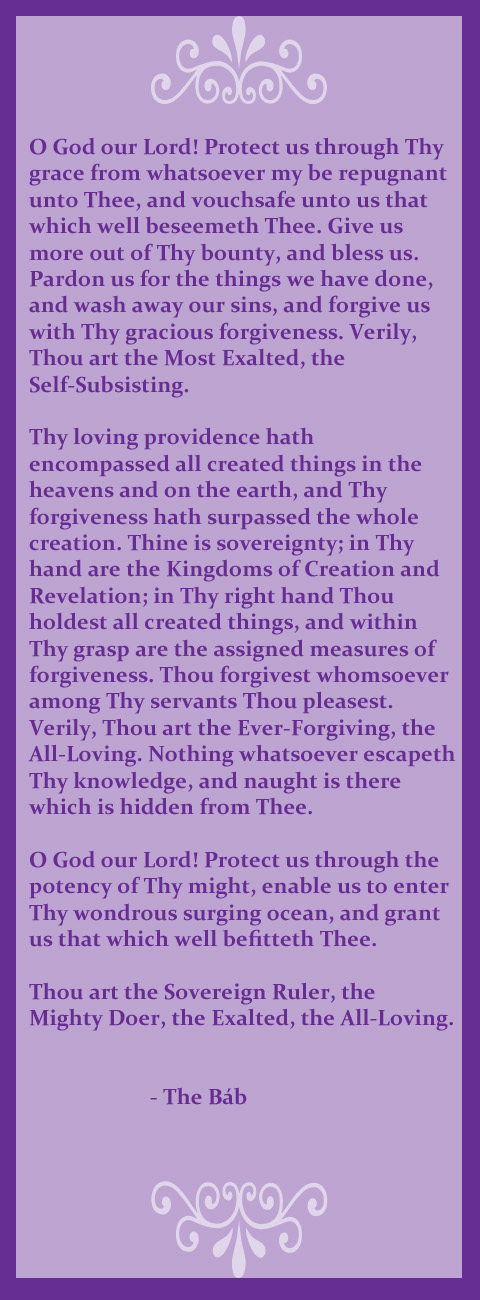 O God our Lord! Protect us through Thy
grace from whatsoever my be repugnant
unto Thee, and vouchsafe unto us that
which well beseemeth Thee. Give us
more out of Thy bounty, and bless us.
Pardon us for the things we have done,
and wash away our sins, and forgive us
with Thy gracious forgiveness. Verily,
Thou art the Most Exalted, the
Self-Subsisting.

Thy loving providence hath
encompassed all created things in the
heavens and on the earth, and Thy
forgiveness hath surpassed the whole
creation. Thine is sovereignty; in Thy
hand are the Kingdoms of Creation and
Revelation; in Thy right hand Thou
holdest all created things, and within
Thy grasp are the assigned measures of
forgiveness. Thou forgivest whomsoever
among Thy servants Thou pleasest.
Verily, Thou art the Ever-Forgiving, the
All-Loving. Nothing whatsoever escapeth
Thy knowledge, and naught is there
which is hidden from Thee.

O God our Lord! Protect us through the
potency of Thy might, enable us to enter
Thy wondrous surging ocean, and grant
us that which well befitteth Thee.

Thou art the Sovereign Ruler, the
Mighty Doer, the Exalted, the All-Loving.

- The Báb